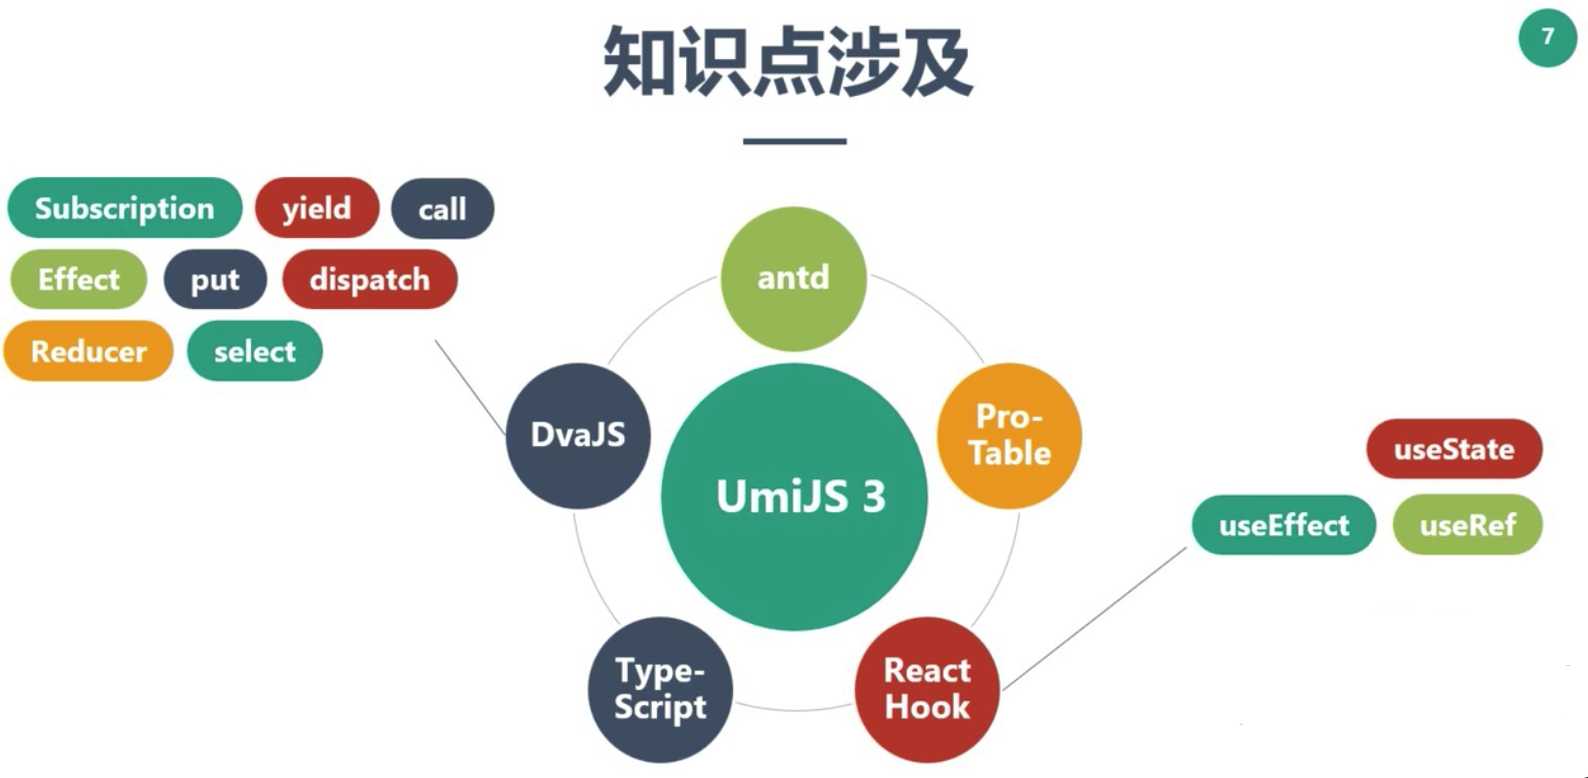 知识点涉及
7
Subscription
yield
call
Effect
put
dispatch
Reducer
select
antd
DvaJS
Pro-
Table
UmiJS 3
Type-
Script
React
Hook
useState
useEffect
useRef